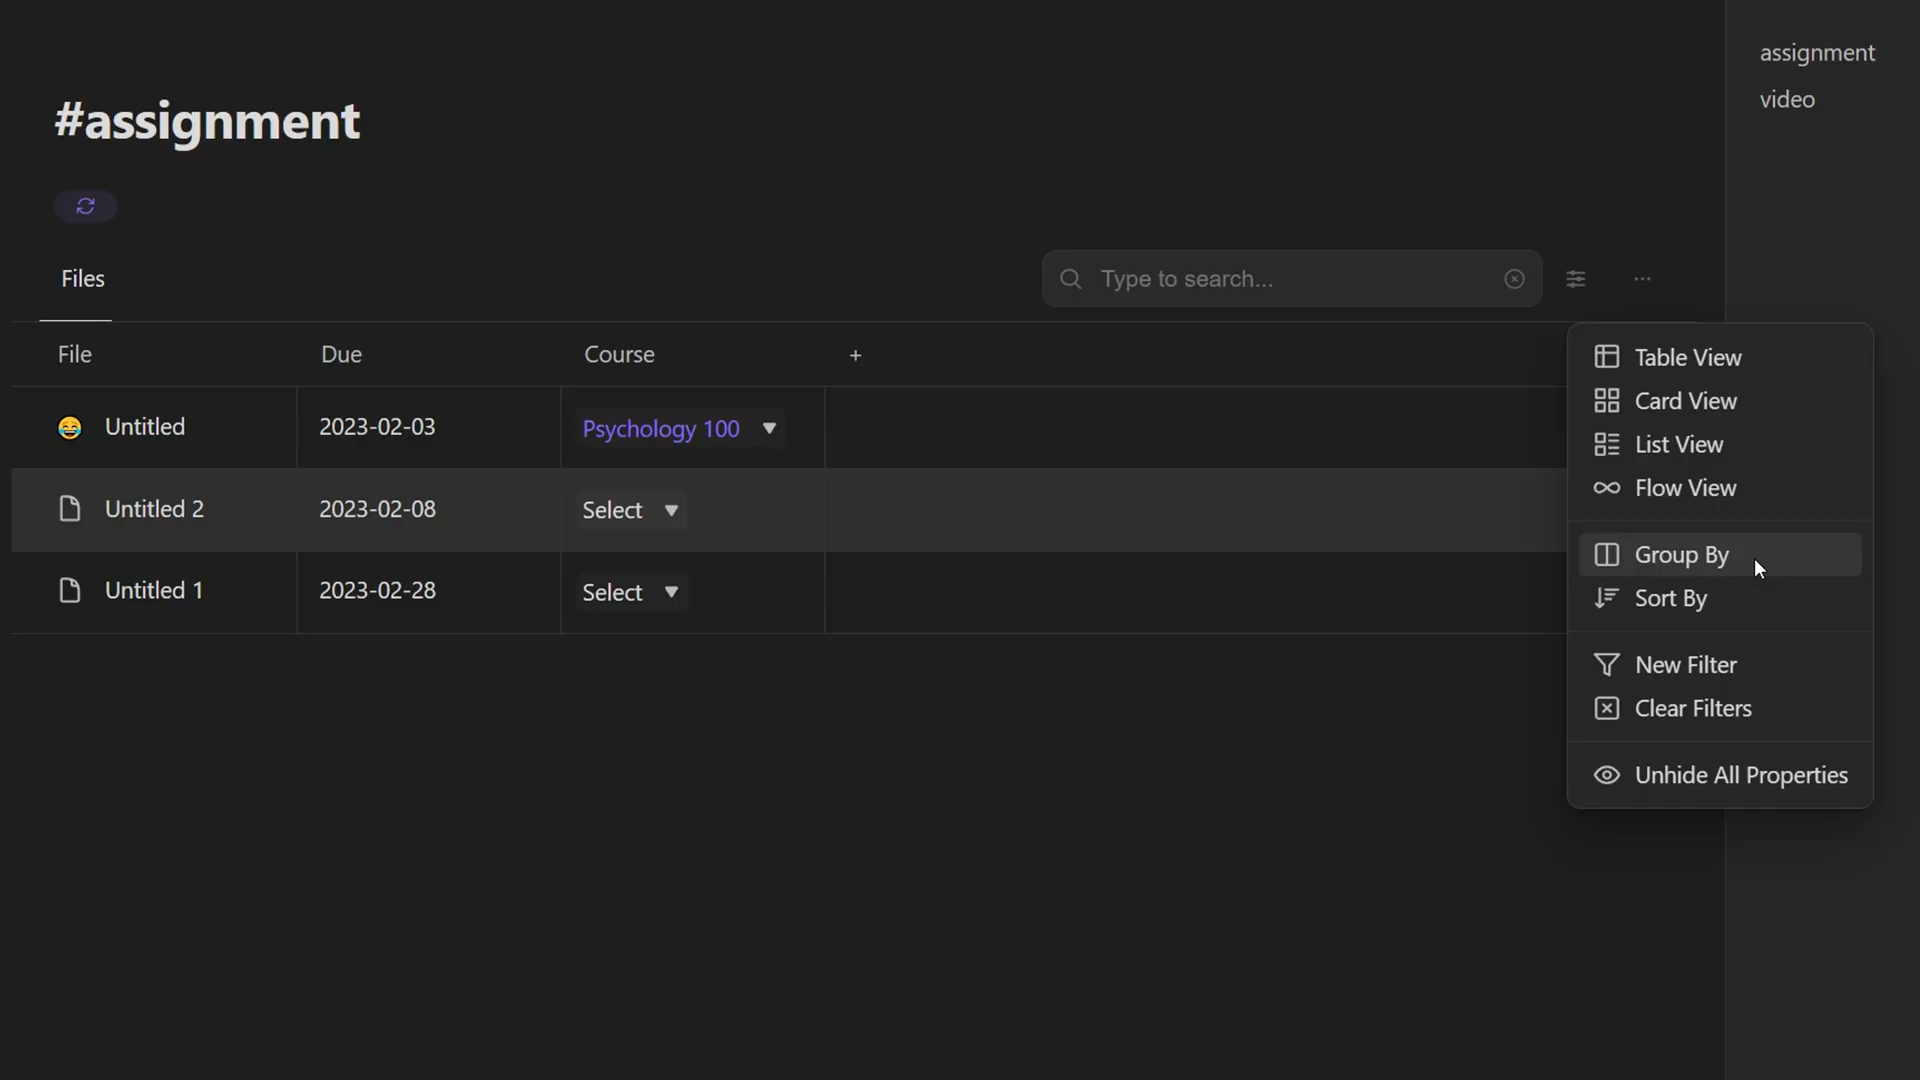 assignment
video
#assignment
Files
Type to search...
File Due Course +
Untitled 2023-02-03 Psychology 100
Untitled 2 2023-02-08 Select
Untitled 1 2023-02-28 Select
Table View
Card View
List View
Flow View
Group By
Sort By
New Filter
Clear Filters
Unhide All Properties